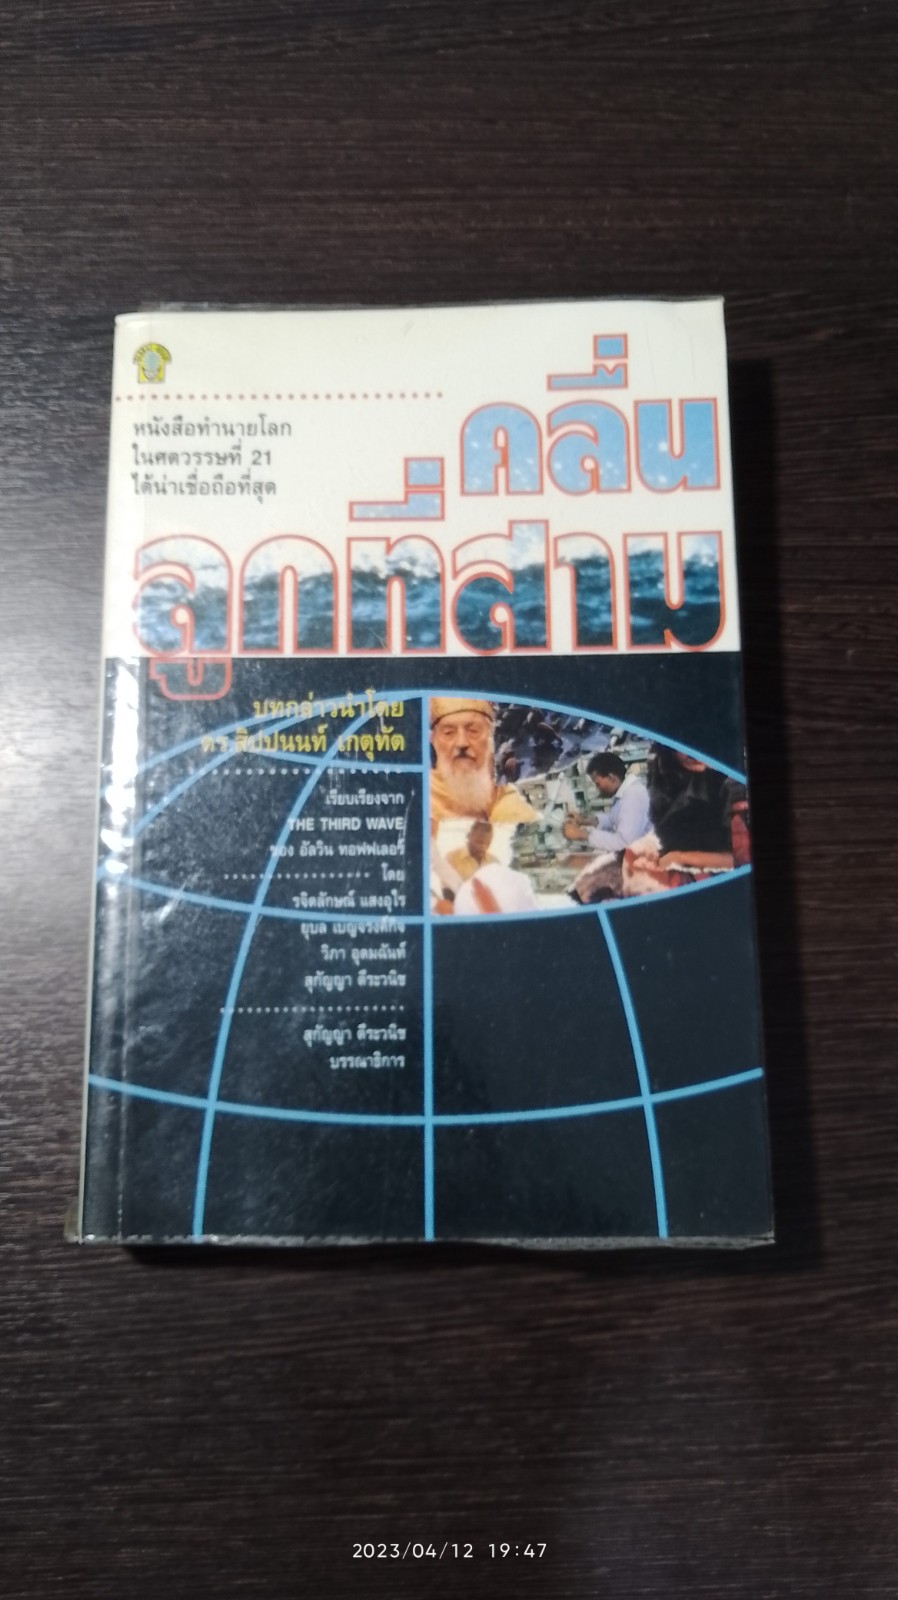 หนังสือทำนายโลก
ในศตวรรษที่ 21
ได้น่าเชื่อถือที่สุด
คลื่น
ลูกที่สาม
บทกล่าวนำโดย
ดร.สิปปนนท์ เกตุทัต
เรียบเรียงจาก
THE THIRD WAVE
ของ อัลวิน ทอฟฟเลอร์
โดย
รจิตลักษณ์ แสงอุไร
ยุบล เบ็ญจรงค์กิจ
วิภา อุตมฉันท์
สุกัญญา ตีระวนิช
สุกัญญา ตีระวนิช
บรรณาธิการ
2023/04/12 19:47